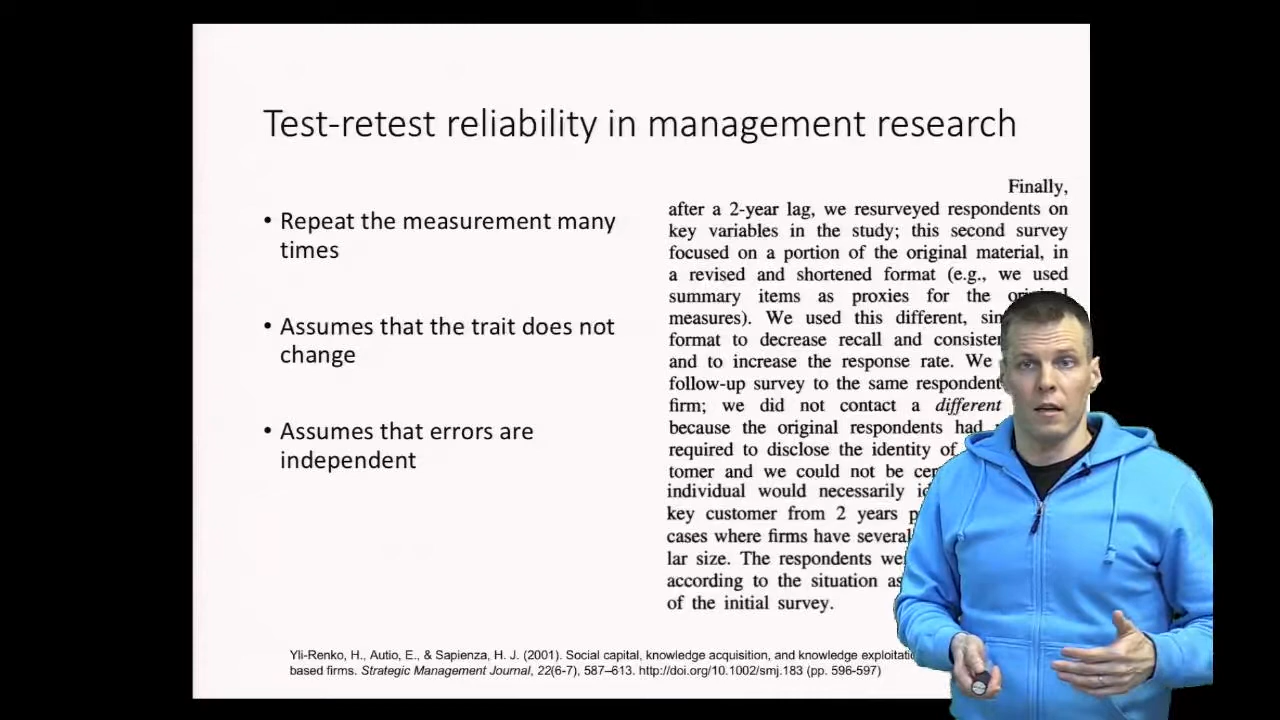 Test-retest reliability in management research
• Repeat the measurement many
times
• Assumes that the trait does not
change
• Assumes that errors are
independent
Finally,
after a 2-year lag, we resurveyed respondents on
key variables in the study; this second survey
focused on a portion of the original material, in
a revised and shortened format (e.g., we used
summary items as proxies for the original
measures). We used this different,
format to decrease recall and
and to increase the response rate. We
follow-up survey to the same
firm; we did not contact a different
because the original respondents had
required to disclose the identity of
tomer and we could not be
individual would necessarily
key customer from 2 years
cases where firms have several
lar size. The respondents
according to the situation
of the initial survey.
Yli-Renko, H., Autio, E., & Sapienza, H. J. (2001). Social capital, knowledge acquisition, and knowledge
based firms. Strategic Management Journal, 22(6-7), 587–613. http://doi.org/10.1002/smj.183 (pp. 596-597)